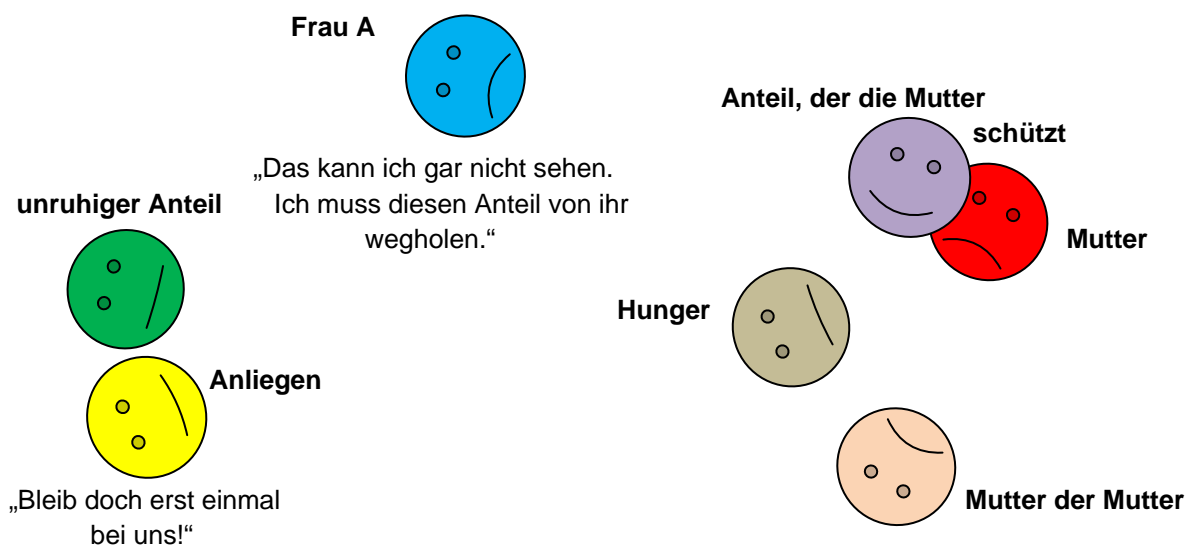 Frau A
„Das kann ich gar nicht sehen.
Ich muss diesen Anteil von ihr
wegholen.“
Anteil, der die Mutter
schützt
Mutter
unruhiger Anteil
Hunger
Anliegen
„Bleib doch erst einmal
bei uns!“
Mutter der Mutter